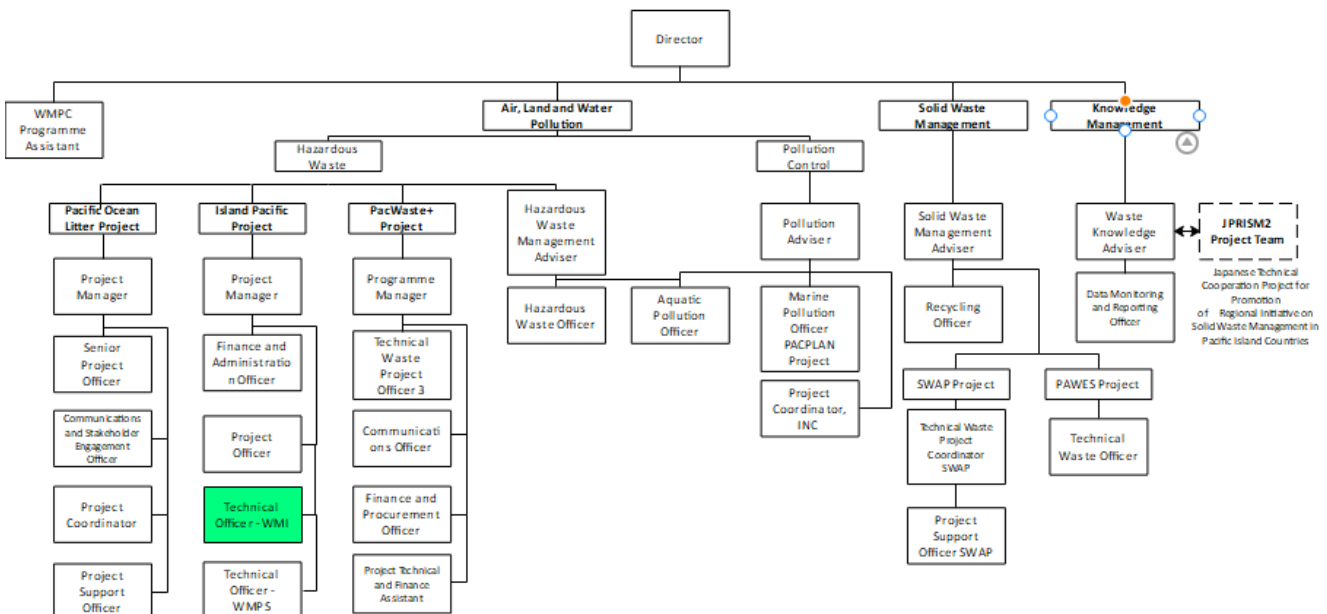 Director
WMPC
Programme
Assistant
Air, Land and Water
Pollution
Solid Waste
Management
Knowledge
Management
Hazardous
Waste
Pollution
Control
Pacific Ocean
Litter Project
Island Pacific
Project
PacWaste+
Project
Hazardous
Waste
Management
Adviser
Pollution
Adviser
Solid Waste
Management
Adviser
Waste
Knowledge
Adviser
JPRISM2
Project Team
Japanese Technical
Cooperation Project for
Promotion
of Regional Initiative on
Solid Waste Management in
Pacific Island Countries
Project
Manager
Project
Manager
Programme
Manager
Hazardous
Waste Officer
Aquatic
Pollution
Officer
Marine
Pollution
Officer
PACPLAN
Project
Recycling
Officer
Data Monitoring
and Reporting
Officer
Senior
Project
Officer
Finance and
Administratio
n Officer
Technical
Waste
Project
Officer 3
Project
Coordinator,
INC
SWAP Project
PAWES Project
Communications
and Stakeholder
Engagement
Officer
Project
Officer
Communicati
ons Officer
Technical Waste
Project
Coordinator
SWAP
Technical
Waste Officer
Project
Coordinator
Technical
Officer - WMI
Finance and
Procurement
Officer
Project
Support
Officer SWAP
Project
Support
Officer
Technical
Officer -
WMPS
Project Technical
and Finance
Assistant